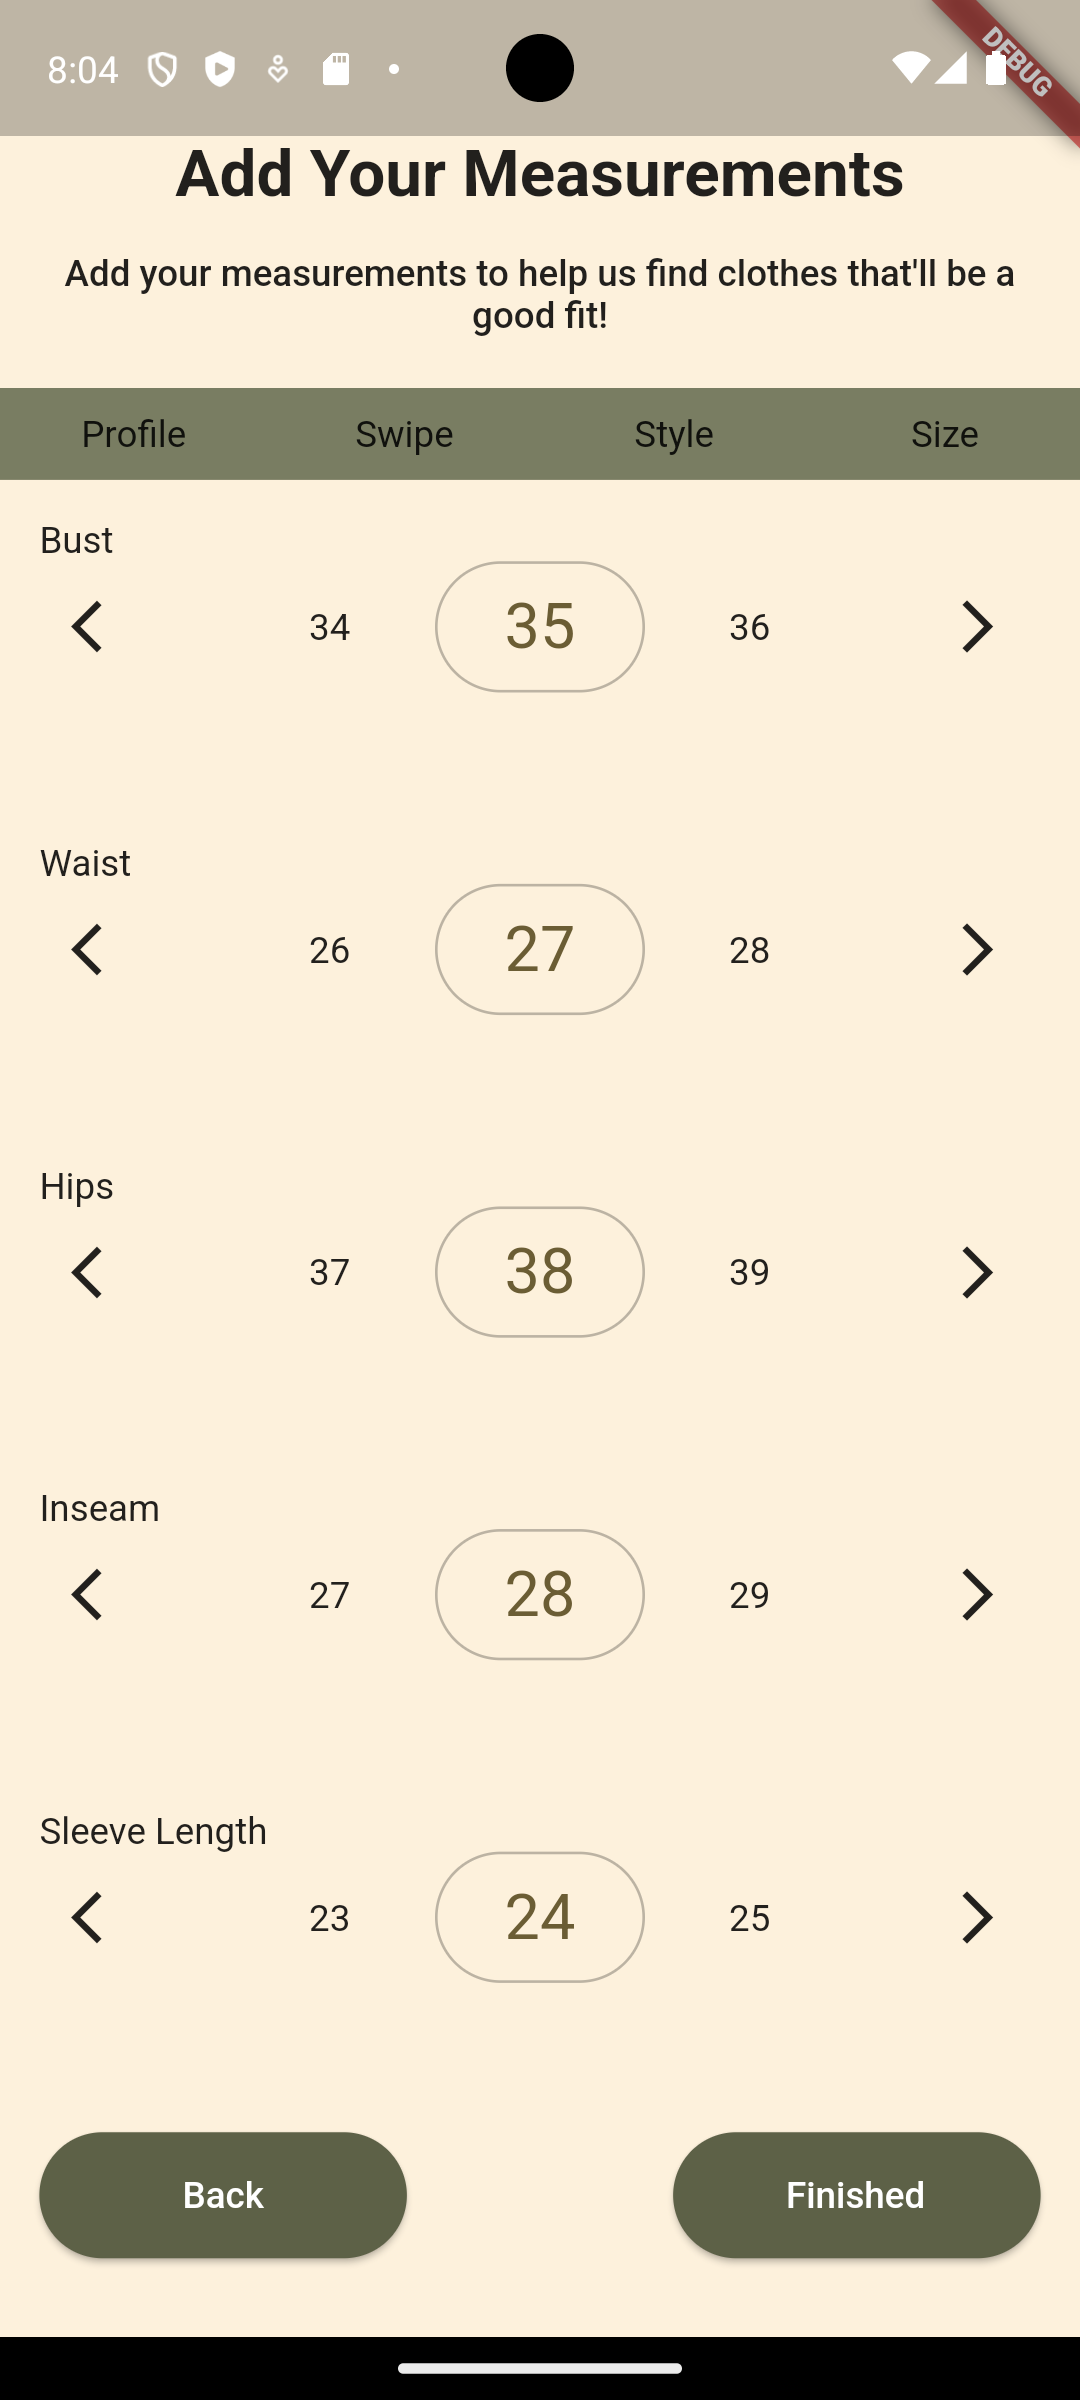 8:04
DEBUG
Add Your Measurements
Add your measurements to help us find clothes that'll be a
good fit!
Profile Swipe Style Size
Bust
34 35 36
Waist
26 27 28
Hips
37 38 39
Inseam
27 28 29
Sleeve Length
23 24 25
Back Finished